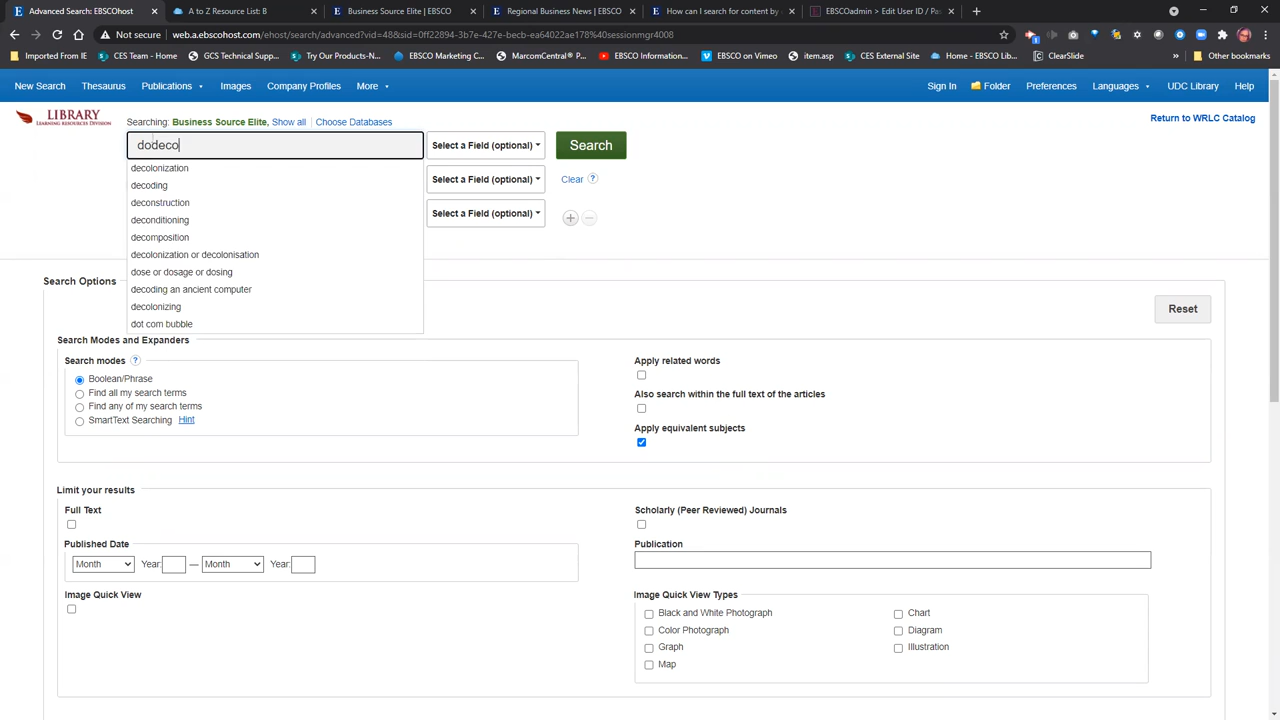 Advanced Search: EBSCOhost
A to Z Resource List: B
Business Source Elite | EBSCO
Regional Business News | EBSCO
How can I search for content by
EBSCOadmin > Edit User ID / Pa
Not secure | web.a.ebscohost.com/ehost/search/advanced?vid=48&sid=0ff22894-3b7e-427e-becb-ea64022ae178%40sessionmgr4008
Imported From IE
CES Team - Home
GCS Technical Supp...
EBSCO Marketing C...
MarcomCentral® Pr...
EBSCO Information...
EBSCO on Vimeo
item.asp
CES External Site
Home - EBSCO Live...
ClearSlide
»
Other bookmarks
New Search
Thesaurus
Publications
Images
Company Profiles
More
Sign In
Folder
Preferences
Languages
UDC Library
Help
LIBRARY
LEARNING RESOURCES DIVISION
Searching: Business Source Elite, Show all | Choose Databases
Return to WRLC Catalog
dodeco
Select a Field (optional)
Search
decolonization
Select a Field (optional)
Clear ?
decoding
deconstruction
Select a Field (optional)
deconditioning
decomposition
decolonization or decolonisation
dose or dosage or dosing
decoding an ancient computer
decolonizing
dot com bubble
Search Options
Reset
Search Modes and Expanders
Search modes ?
Boolean/Phrase
Find all my search terms
Find any of my search terms
SmartText Searching Hint
Apply related words
Also search within the full text of the articles
Apply equivalent subjects
Limit your results
Full Text
Scholarly (Peer Reviewed) Journals
Published Date
Month Year: — Month Year:
Publication
Image Quick View
Image Quick View Types
Black and White Photograph
Chart
Color Photograph
Diagram
Graph
Illustration
Map